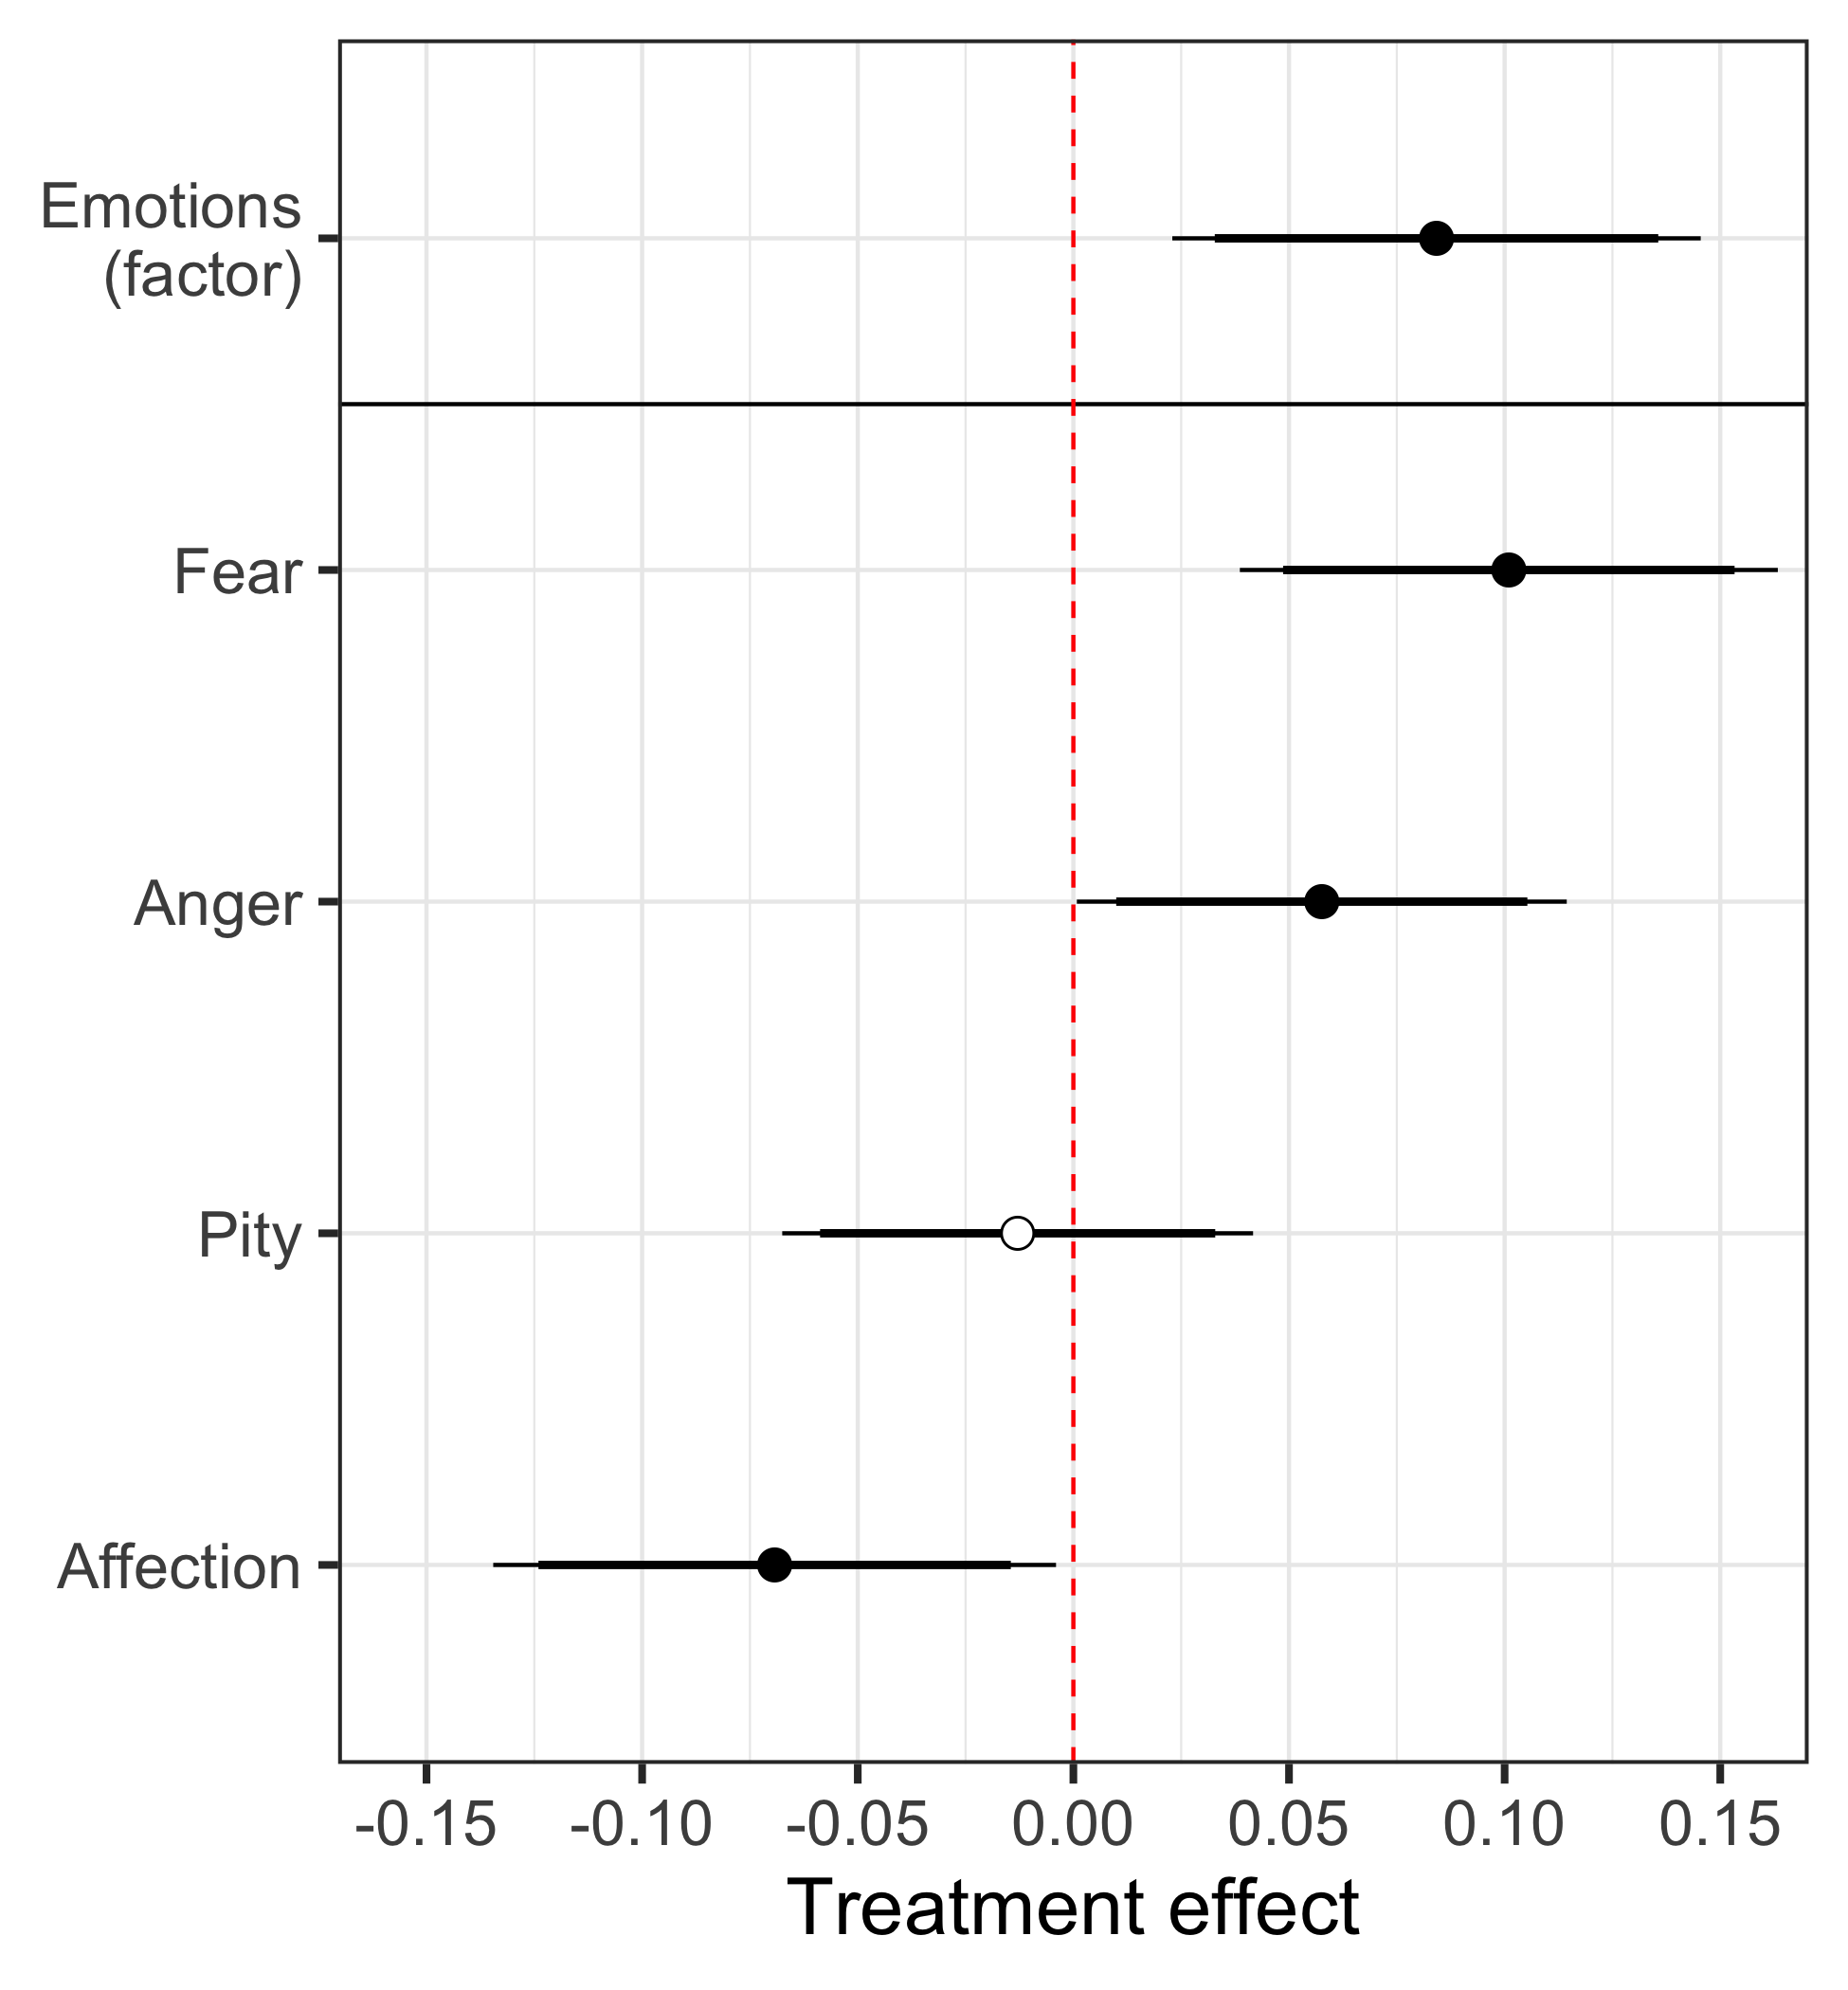 Emotions
(factor)
Fear
Anger
Pity
Affection
-0.15 -0.10 -0.05 0.00 0.05 0.10 0.15
Treatment effect